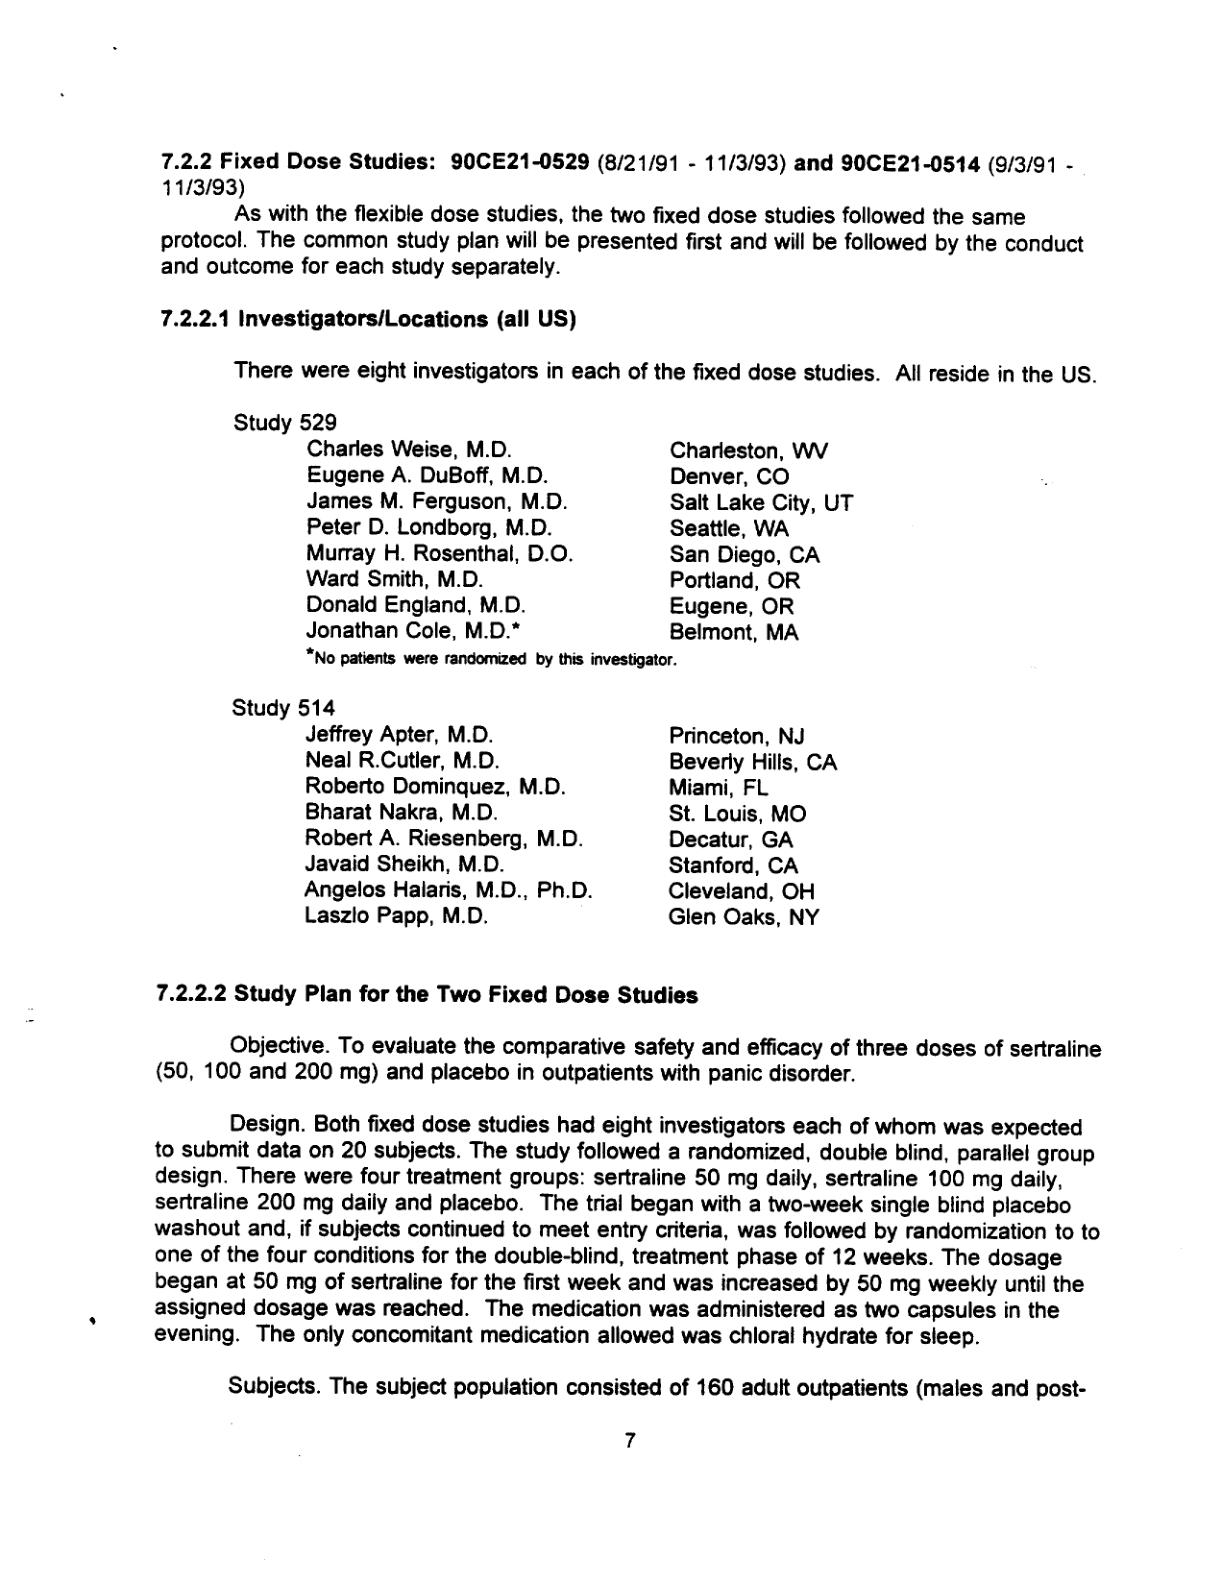 7.2.2 Fixed Dose Studies: 90CE21-0529 (8/21/91 - 11/3/93) and 90CE21-0514 (9/3/91 -
11/3/93)
As with the flexible dose studies, the two fixed dose studies followed the same
protocol. The common study plan will be presented first and will be followed by the conduct
and outcome for each study separately.
7.2.2.1 Investigators/Locations (all US)
There were eight investigators in each of the fixed dose studies. All reside in the US.
Study 529
Charles Weise, M.D. Charleston, WV
Eugene A. DuBoff, M.D. Denver, CO
James M. Ferguson, M.D. Salt Lake City, UT
Peter D. Londborg, M.D. Seattle, WA
Murray H. Rosenthal, D.O. San Diego, CA
Ward Smith, M.D. Portland, OR
Donald England, M.D. Eugene, OR
Jonathan Cole, M.D.* Belmont, MA
*No patients were randomized by this investigator.
Study 514
Jeffrey Apter, M.D. Princeton, NJ
Neal R.Cutler, M.D. Beverly Hills, CA
Roberto Dominquez, M.D. Miami, FL
Bharat Nakra, M.D. St. Louis, MO
Robert A. Riesenberg, M.D. Decatur, GA
Javaid Sheikh, M.D. Stanford, CA
Angelos Halaris, M.D., Ph.D. Cleveland, OH
Laszlo Papp, M.D. Glen Oaks, NY
7.2.2.2 Study Plan for the Two Fixed Dose Studies
Objective. To evaluate the comparative safety and efficacy of three doses of sertraline
(50, 100 and 200 mg) and placebo in outpatients with panic disorder.
Design. Both fixed dose studies had eight investigators each of whom was expected
to submit data on 20 subjects. The study followed a randomized, double blind, parallel group
design. There were four treatment groups: sertraline 50 mg daily, sertraline 100 mg daily,
sertraline 200 mg daily and placebo. The trial began with a two-week single blind placebo
washout and, if subjects continued to meet entry criteria, was followed by randomization to to
one of the four conditions for the double-blind, treatment phase of 12 weeks. The dosage
began at 50 mg of sertraline for the first week and was increased by 50 mg weekly until the
assigned dosage was reached. The medication was administered as two capsules in the
evening. The only concomitant medication allowed was chloral hydrate for sleep.
Subjects. The subject population consisted of 160 adult outpatients (males and post-
7